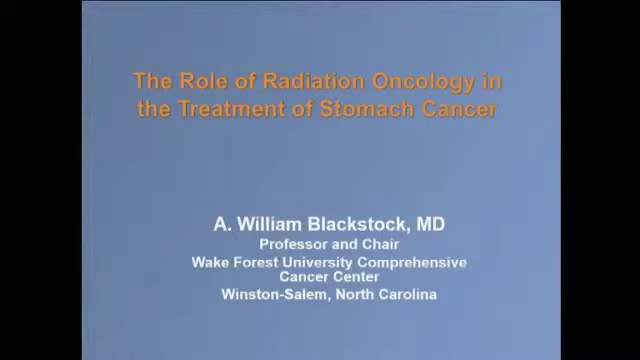 The Role of Radiation Oncology in
the Treatment of Stomach Cancer
A. William Blackstock, MD
Professor and Chair
Wake Forest University Comprehensive
Cancer Center
Winston-Salem, North Carolina